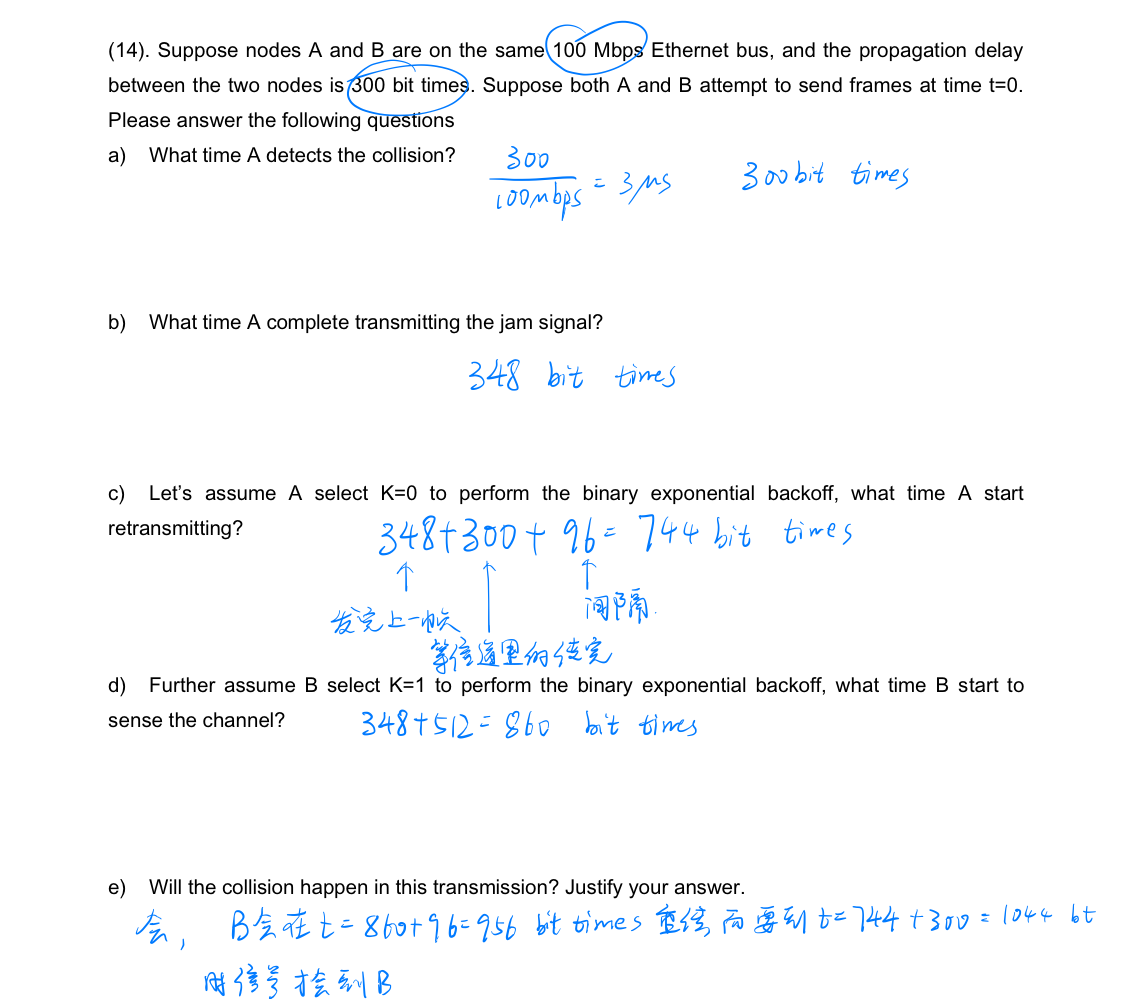 (14). Suppose nodes A and B are on the same 100 Mbps Ethernet bus, and the propagation delay
between the two nodes is 300 bit times. Suppose both A and B attempt to send frames at time t=0.
Please answer the following questions
a) What time A detects the collision?
300
100mbps
= 3μs
300bit times
b) What time A complete transmitting the jam signal?
348 bit times
c) Let's assume A select K=0 to perform the binary exponential backoff, what time A start
retransmitting?
348+300+96=744 bit times
↑ ↑ ↑
发完上一帧 间隔.
等信道里的传完
d) Further assume B select K=1 to perform the binary exponential backoff, what time B start to
sense the channel?
348+512=860 bit times
e) Will the collision happen in this transmission? Justify your answer.
会, B会在t=860+96=956 bit times 重传, 而要到t=744+300=1044 bt
时信号才会到B